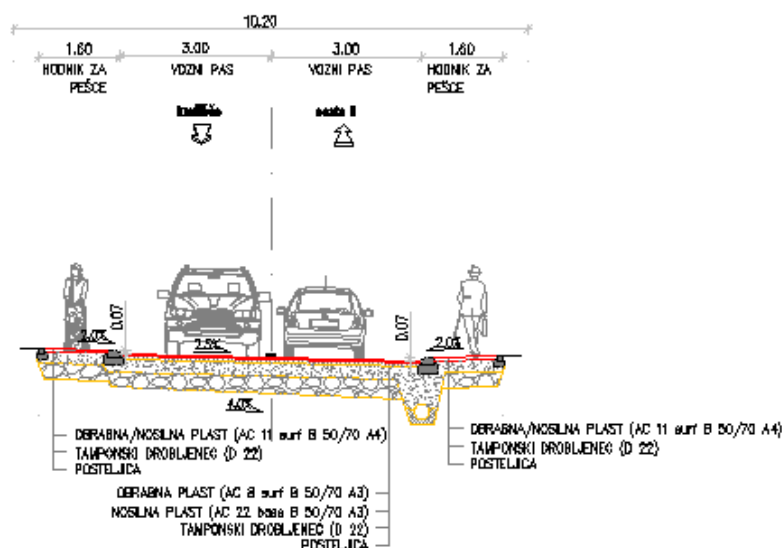 10.20
1.60 3.00 3.00 1.60
HODNIK ZA PEŠCE
VOZNI PAS
VOZNI PAS
HODNIK ZA PEŠCE
0.07
0.07
2.0%
2.5%
2.0%
4.0%
OBRABNA/NOSILNA PLAST (AC 11 surf B 50/70 A4)
TAMPONSKI DROBLJENEC (D 22)
POSTELJICA
OBRABNA/NOSILNA PLAST (AC 11 surf B 50/70 A4)
TAMPONSKI DROBLJENEC (D 22)
POSTELJICA
OBRABNA PLAST (AC 8 surf B 50/70 A3)
NOSILNA PLAST (AC 22 base B 50/70 A3)
TAMPONSKI DROBLJENEC (D 22)
POSTELJICA